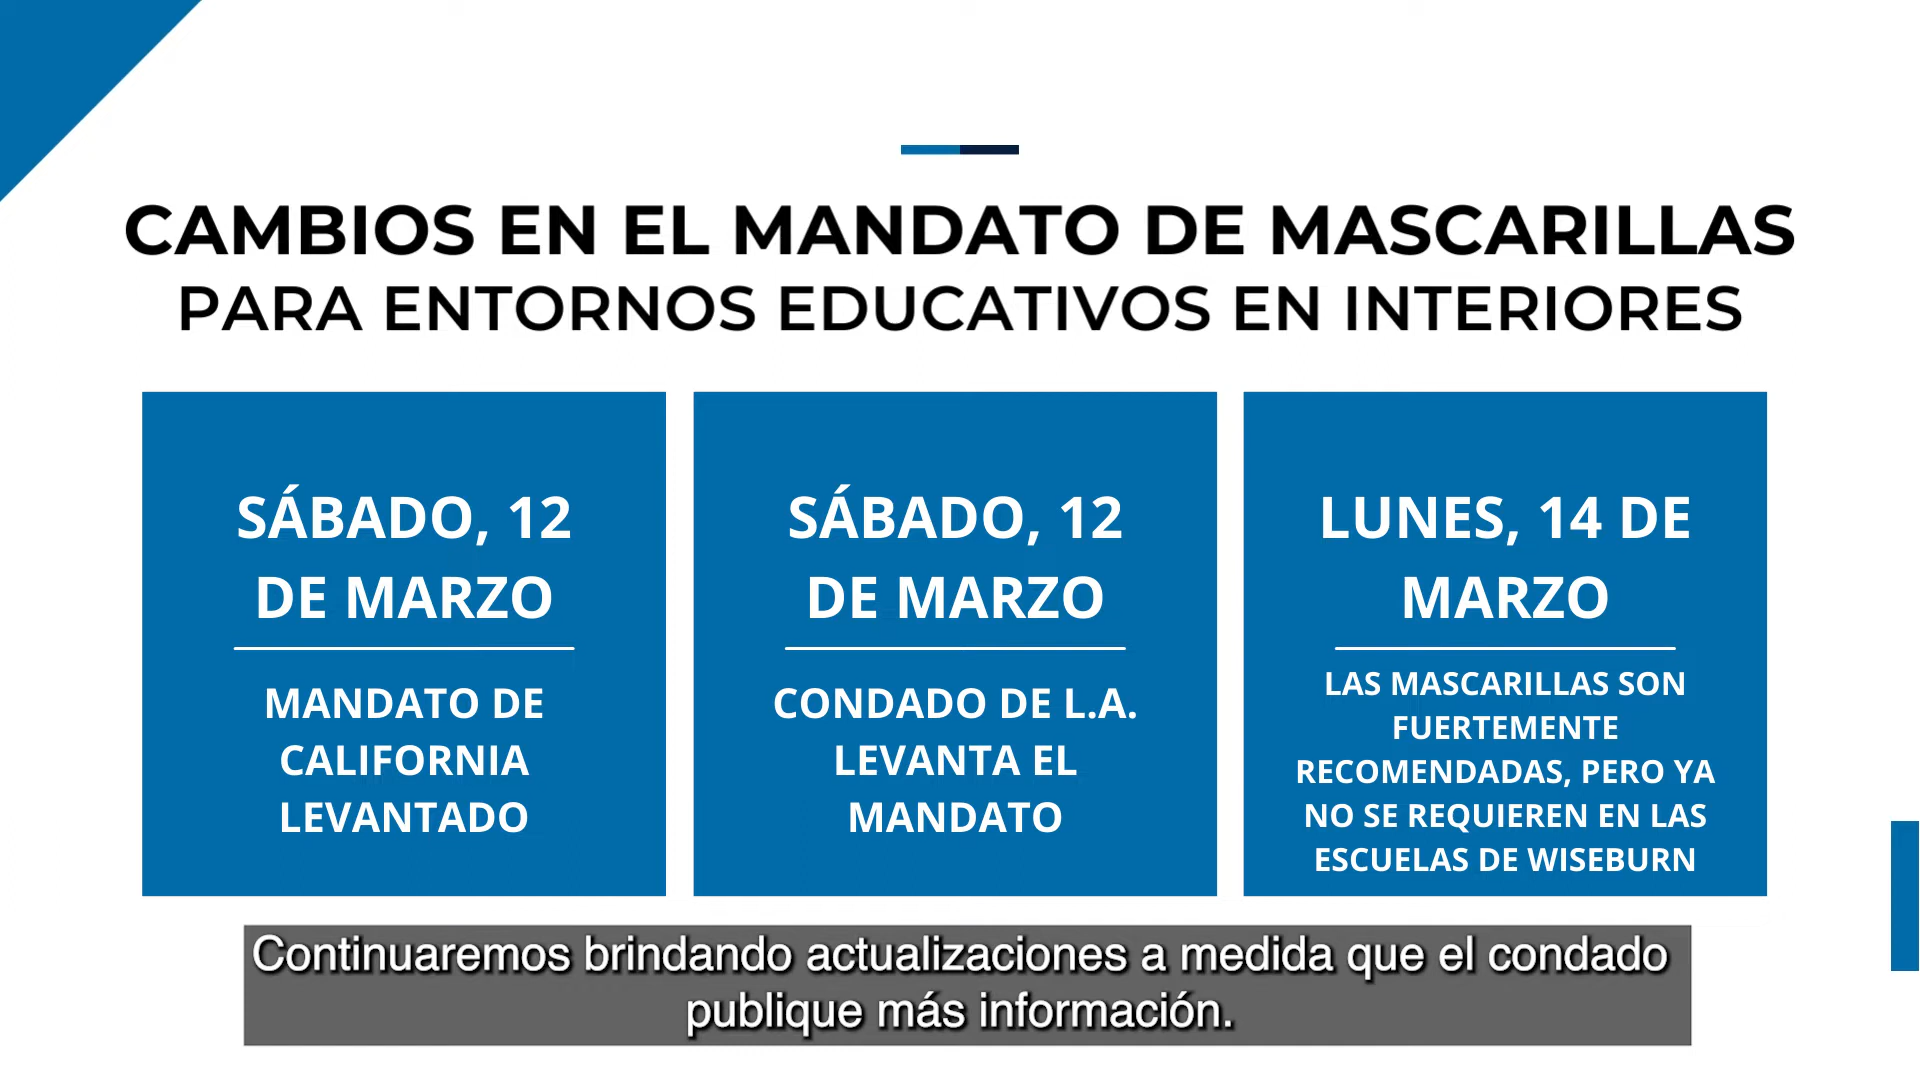 CAMBIOS EN EL MANDATO DE MASCARILLAS
PARA ENTORNOS EDUCATIVOS EN INTERIORES
SÁBADO, 12
DE MARZO
MANDATO DE
CALIFORNIA
LEVANTADO
SÁBADO, 12
DE MARZO
CONDADO DE L.A.
LEVANTA EL
MANDATO
LUNES, 14 DE
MARZO
LAS MASCARILLAS SON
FUERTEMENTE
RECOMENDADAS, PERO YA
NO SE REQUIEREN EN LAS
ESCUELAS DE WISEBURN
Continuaremos brindando actualizaciones a medida que el condado
publique más información.